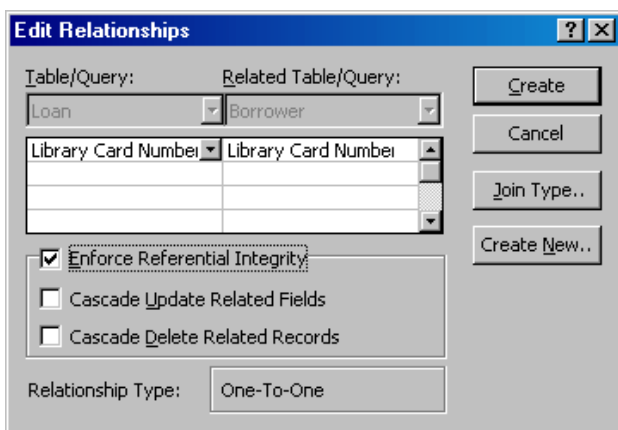 Edit Relationships
Table/Query: Related Table/Query:
Loan Borrower
Library Card Number Library Card Number
Enforce Referential Integrity
Cascade Update Related Fields
Cascade Delete Related Records
Relationship Type: One-To-One
Create
Cancel
Join Type..
Create New..